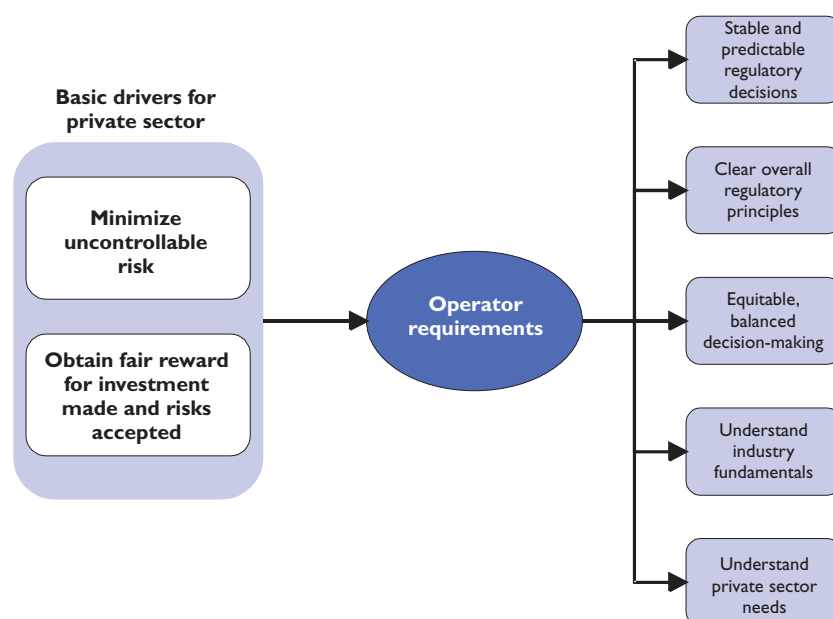 Basic drivers for
private sector
Minimize
uncontrollable
risk
Obtain fair reward
for investment
made and risks
accepted
Operator
requirements
Stable and
predictable
regulatory
decisions
Clear overall
regulatory
principles
Equitable,
balanced
decision-making
Understand
industry
fundamentals
Understand
private sector
needs